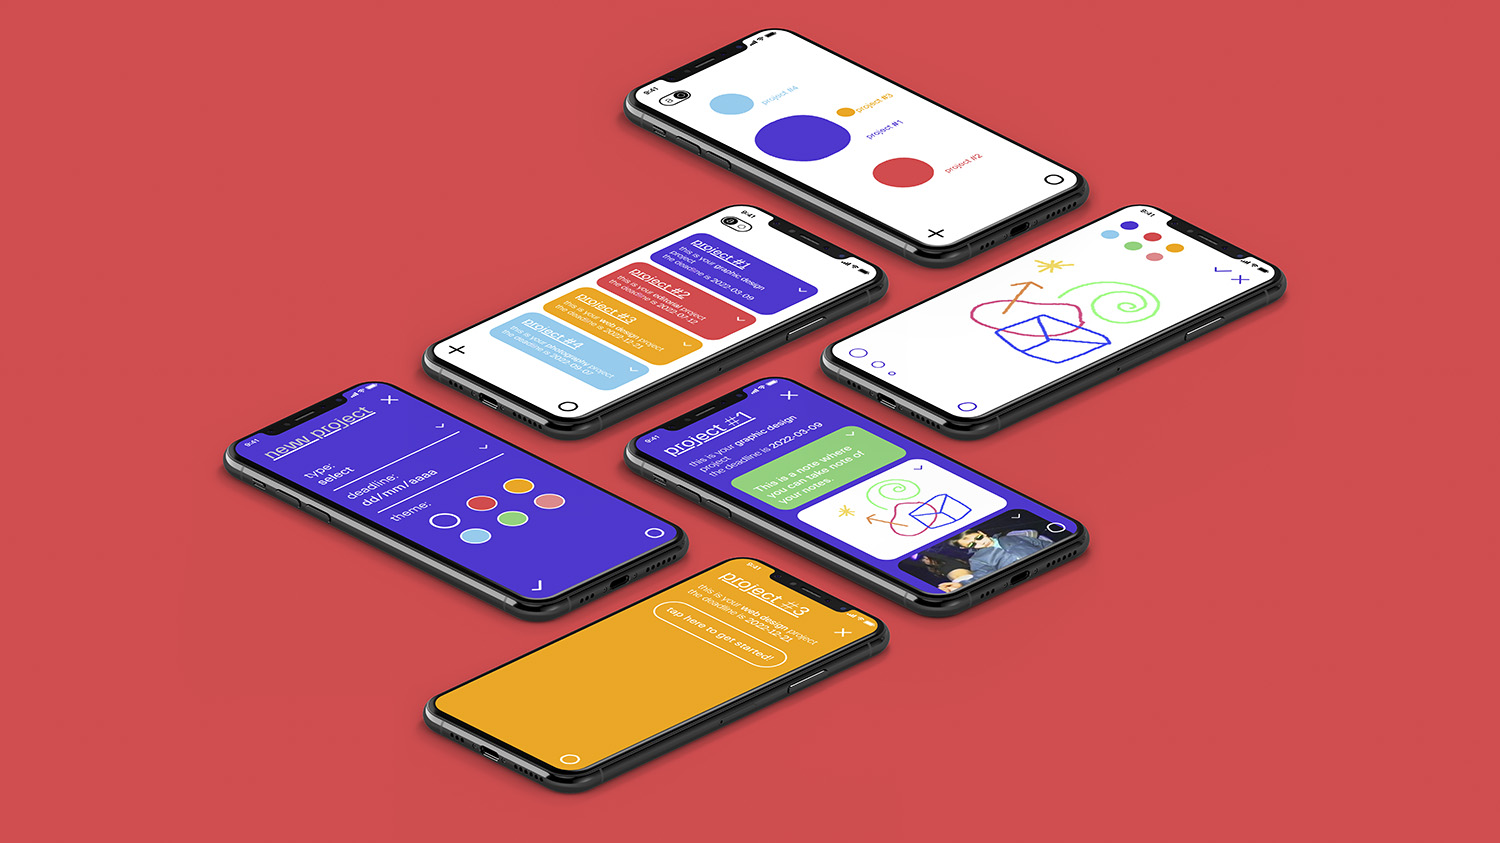 9:41
project #4
project #3
project #1
project #2
9:41
project #1
this is your graphic design
project
the deadline is 2022-03-09
project #2
this is your editorial project
the deadline is 2022-07-12
project #3
this is your web design project
the deadline is 2022-12-21
project #4
this is your photography project
the deadline is 2022-09-07
9:41
9:41
new project
type:
select
deadline:
dd/mm/aaaa
theme:
9:41
project #1
this is your graphic design
project
the deadline is 2022-03-09
This is a note where
you can take note of
your notes.
9:41
project #3
this is your web design project
the deadline is 2022-12-21
tap here to get started!